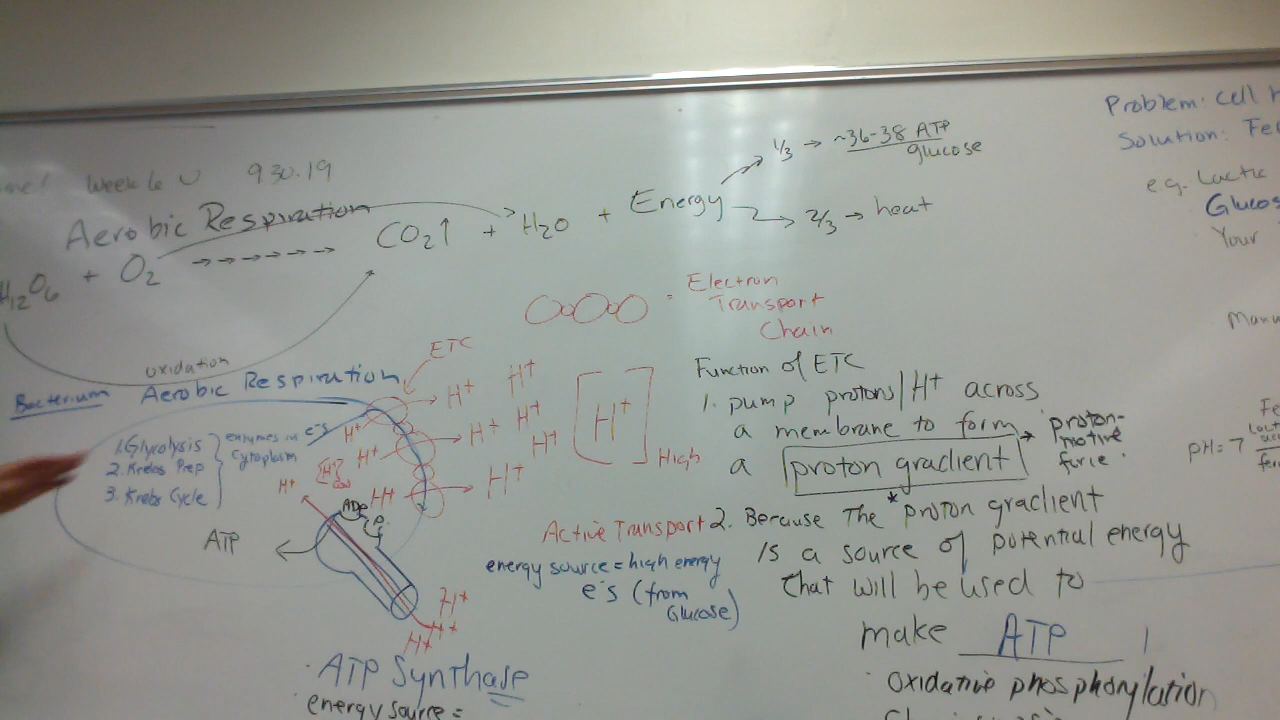 Week 6 U 9 30.19
Aerobic Respiration
H12O6 + O2 →→→→→→ CO2↑ + H2O + Energy
1/3 → ~36-38 ATP
glucose
2/3 → heat
oxidation
Problem: Cell
Solution: Fe
e.g. Lactic
Glucos
Your
Electron
Transport
Chain
ETC
Bacterium
Aerobic Respiration
1. Glycolysis
2. Krebs Prep
3. Krebs Cycle
enzymes in
cytoplasm
e-s
H+ H+
H+ H+ H+
H+ H+
H+ H+
[H+] High
[H+] low
H+
ADP
Pi
ATP
H+
H+
H+
ATP Synthase
energy source =
Function of ETC
1. pump protons/H+ across
a membrane to form
a proton gradient → proton-
motive
force.
Active Transport
energy source = high energy
e-s (from
Glucose)
2. Because The *proton gradient
is a source of potential energy
that will be used to
make ATP
oxidative phosphorylation
pH = 7